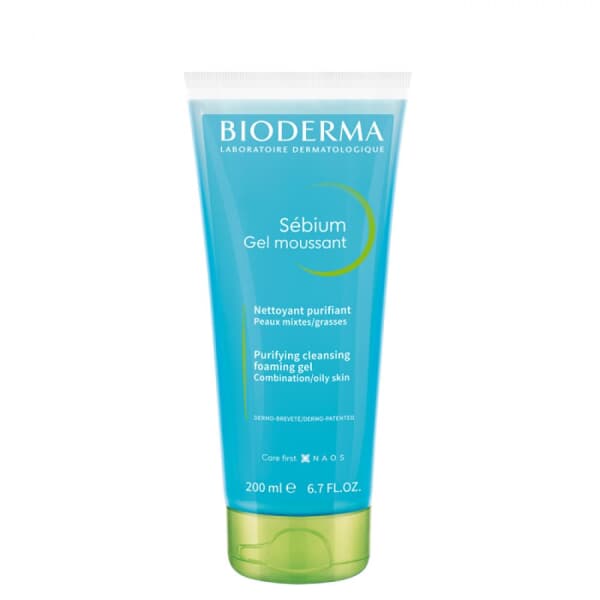 BIODERMA
LABORATOIRE DERMATOLOGIQUE
Sébium
Gel moussant
Nettoyant purifiant
Peaux mixtes/grasses
Purifying cleansing
foaming gel
Combination/oily skin
DERMO-BREVETÉ/DERMO-PATENTED
Care first NAOS
200 ml ℮ 6.7 FL.OZ.